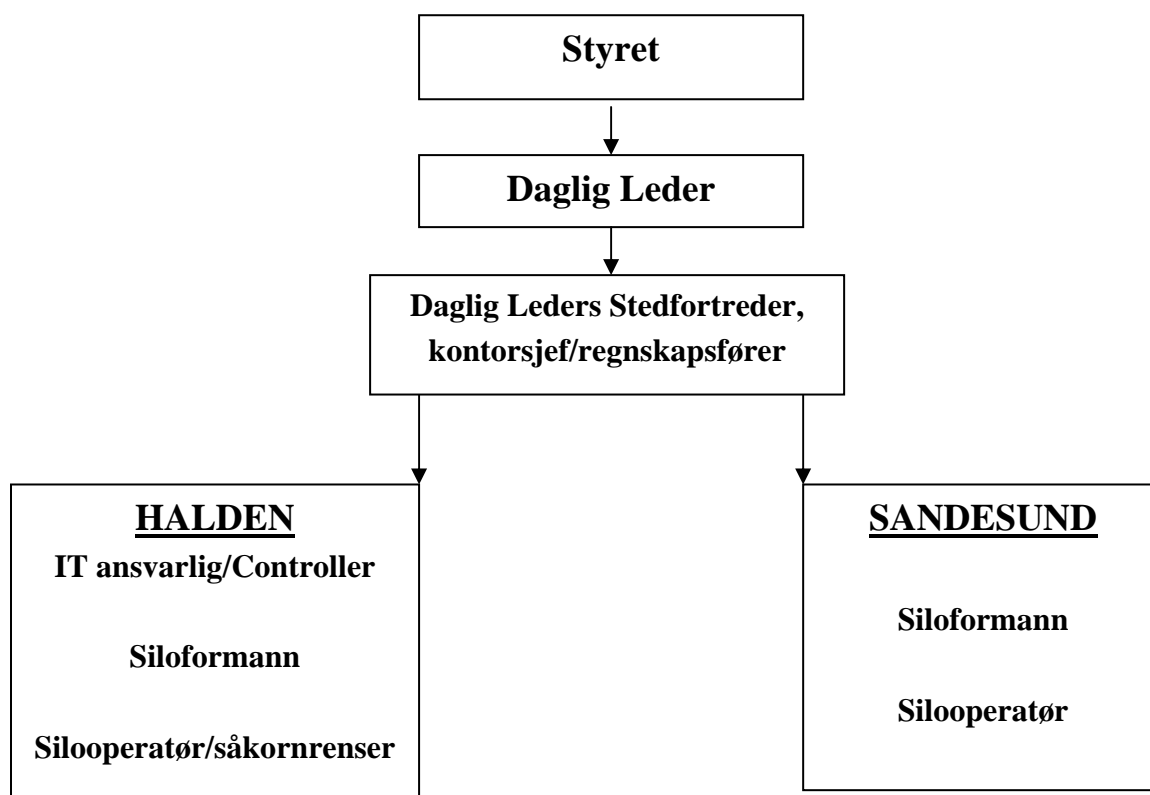 Styret
Daglig Leder
Daglig Leders Stedfortreder,
kontorsjef/regnskapsfører
HALDEN
IT ansvarlig/Controller
Siloformann
Silooperatør/såkornrenser
SANDESUND
Siloformann
Silooperatør